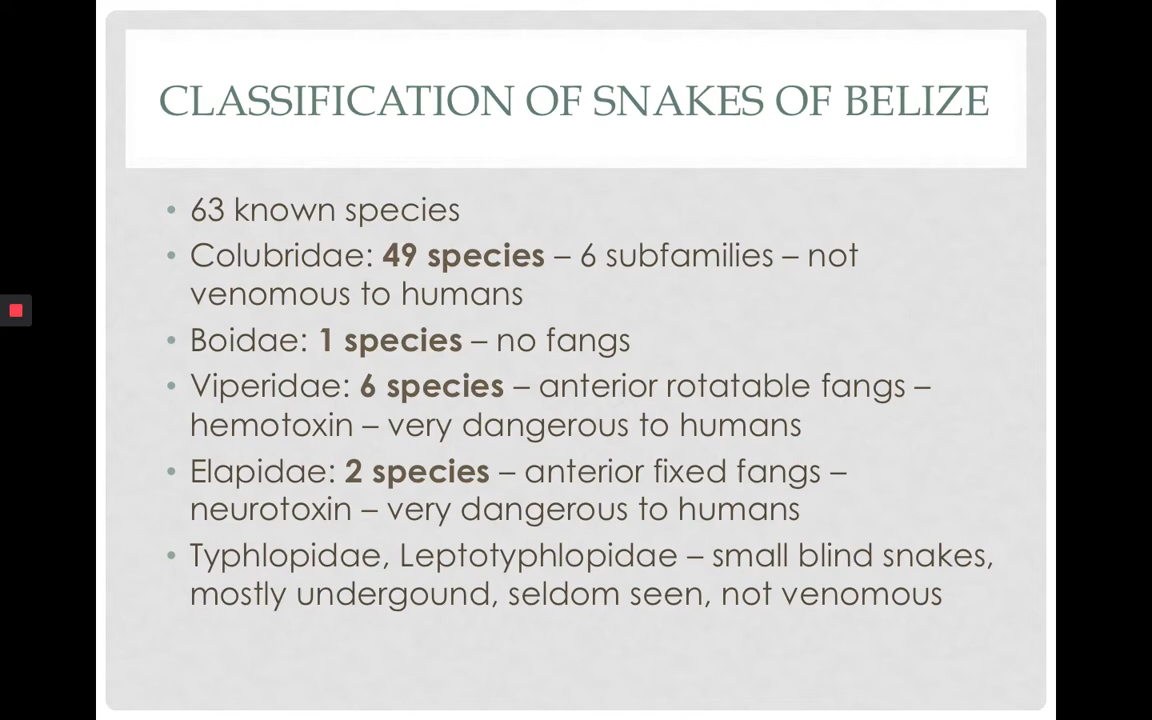 CLASSIFICATION OF SNAKES OF BELIZE
• 63 known species
• Colubridae: 49 species – 6 subfamilies – not
venomous to humans
• Boidae: 1 species – no fangs
• Viperidae: 6 species – anterior rotatable fangs –
hemotoxin – very dangerous to humans
• Elapidae: 2 species – anterior fixed fangs –
neurotoxin – very dangerous to humans
• Typhlopidae, Leptotyphlopidae – small blind snakes,
mostly undergound, seldom seen, not venomous